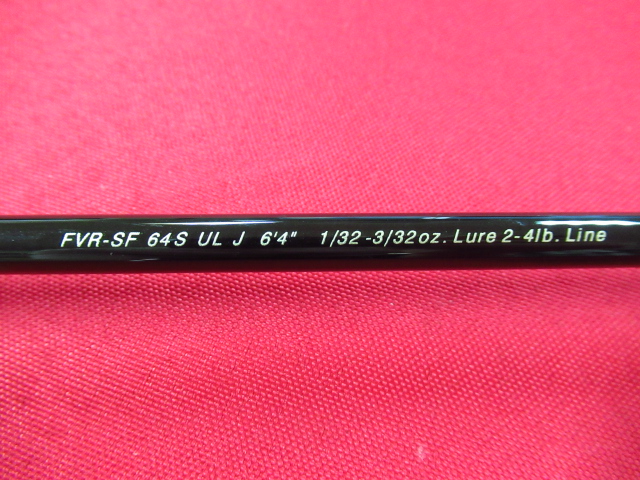 FVR-SF 64S UL J 6'4" 1/32-3/32oz. Lure 2-4lb. Line